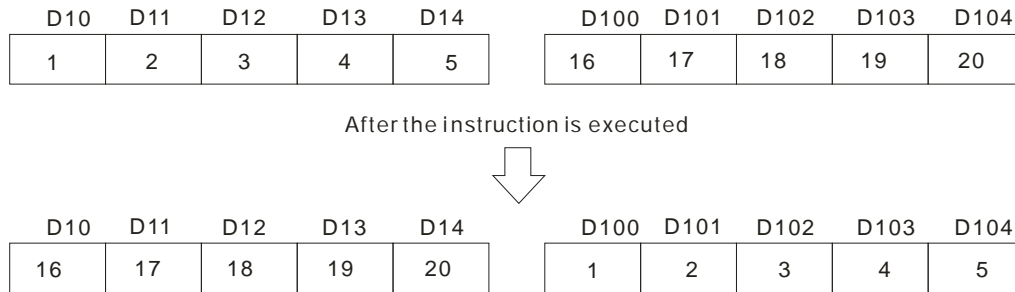 D10 D11 D12 D13 D14 D100 D101 D102 D103 D104
1 2 3 4 5 16 17 18 19 20
After the instruction is executed
D10 D11 D12 D13 D14 D100 D101 D102 D103 D104
16 17 18 19 20 1 2 3 4 5